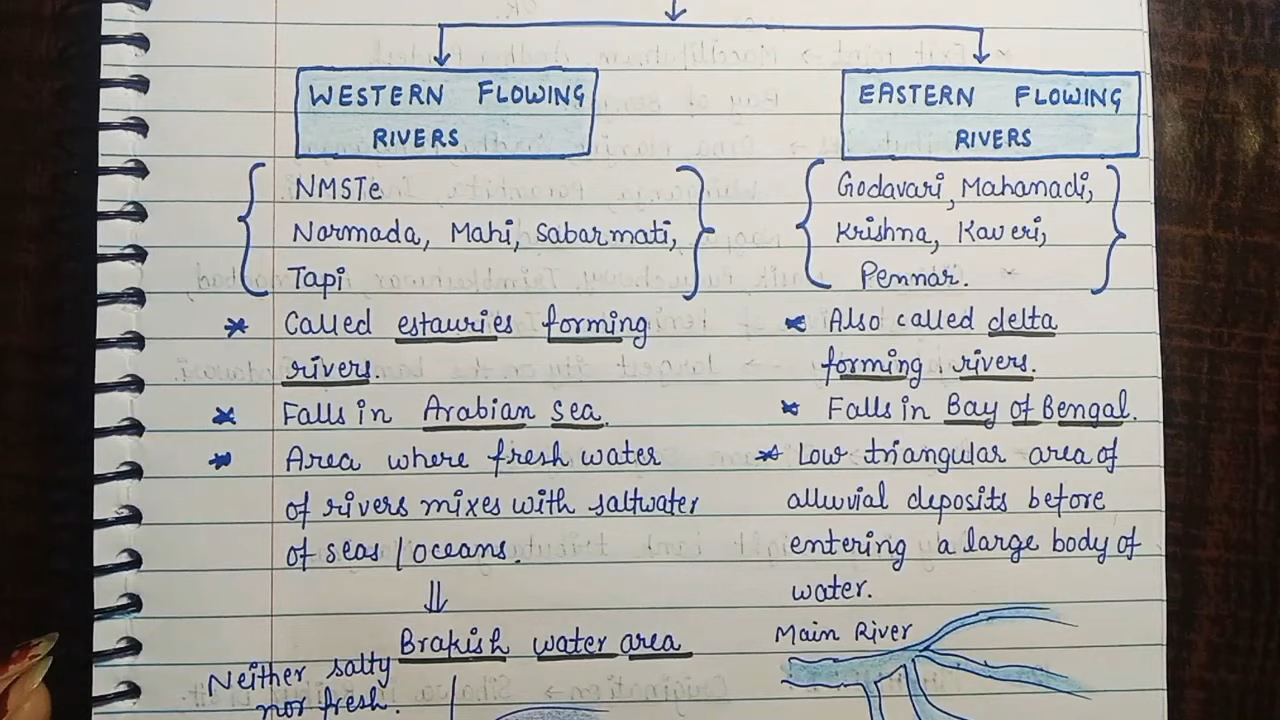 WESTERN FLOWING
RIVERS
NMSTe
Normada, Mahi, Sabarmati,
Tapi
* Called estauries forming
rivers.
* Falls in Arabian sea.
* Area where fresh water
of rivers mixes with saltwater
of seas / oceans.
⇓
Brakish water area
Neither salty
nor fresh.
EASTERN FLOWING
RIVERS
Godavari, Mahanadi,
Krishna, Kaveri,
Pennar.
* Also called delta
forming rivers.
* Falls in Bay of Bengal.
* Low triangular area of
alluvial deposits before
entering a large body of
water.
Main River